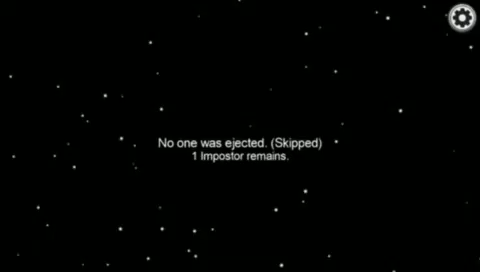 No one was ejected. (Skipped)
1 Impostor remains.